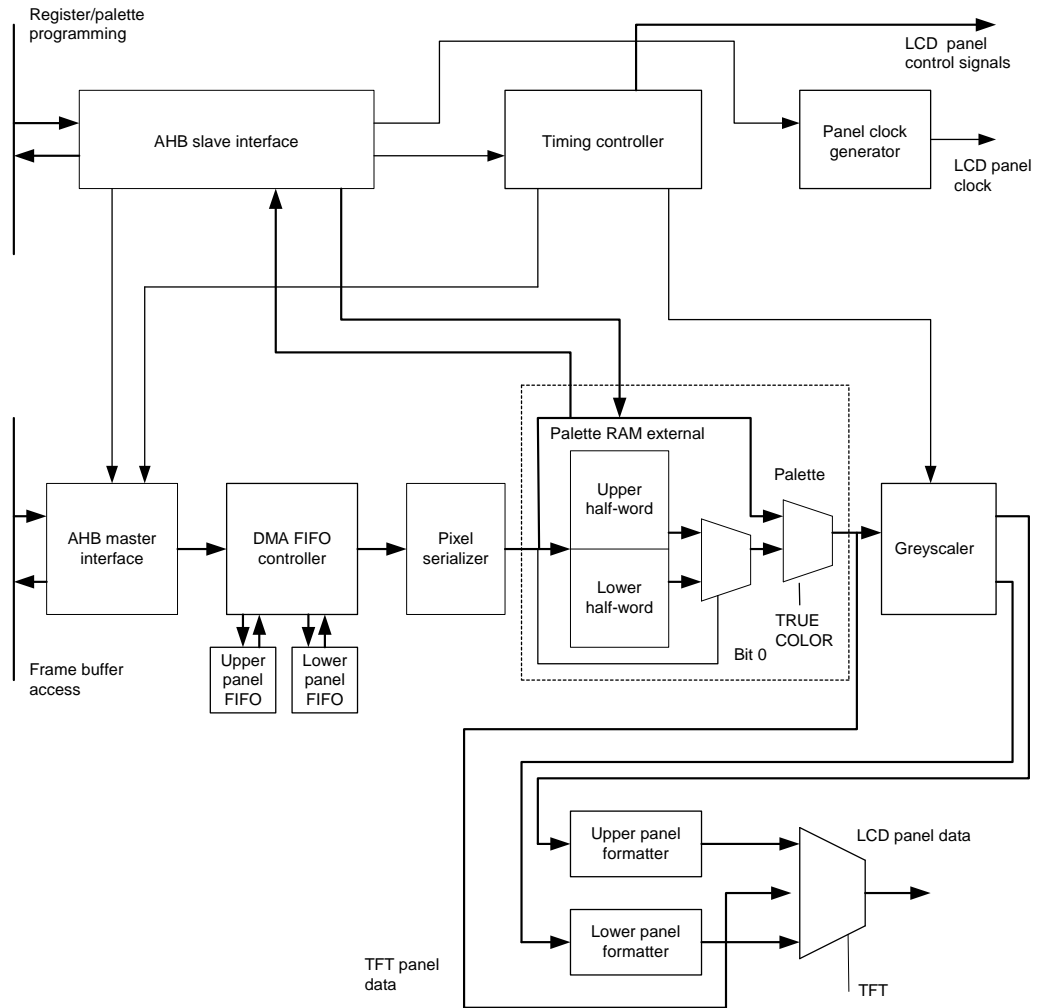 Register/palette
programming
LCD panel
control signals
AHB slave interface
Timing controller
Panel clock
generator
LCD panel
clock
Palette RAM external
Palette
Upper
half-word
Lower
half-word
AHB master
interface
DMA FIFO
controller
Pixel
serializer
Greyscaler
TRUE
COLOR
Bit 0
Upper
panel
FIFO
Lower
panel
FIFO
Frame buffer
access
Upper panel
formatter
LCD panel data
Lower panel
formatter
TFT panel
data
TFT